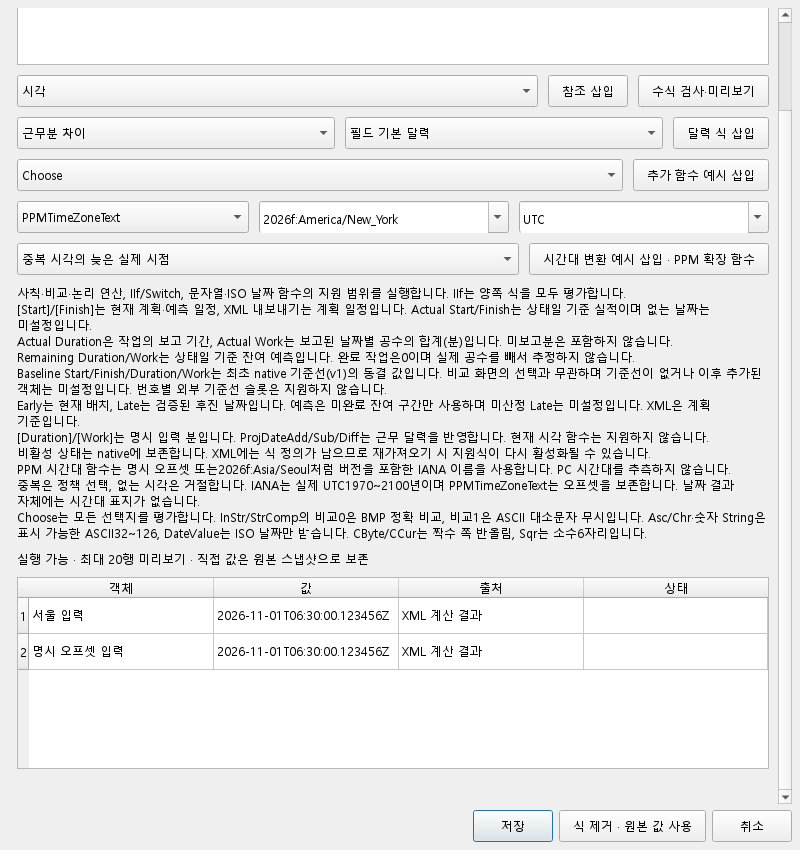 시각
참조 삽입
수식 검사·미리보기
근무분 차이
필드 기본 달력
달력 식 삽입
Choose
추가 함수 예시 삽입
PPMTimeZoneText
2026f:America/New_York
UTC
중복 시각의 늦은 실제 시점
시간대 변환 예시 삽입 · PPM 확장 함수
사칙·비교·논리 연산, IIf/Switch, 문자열·ISO 날짜 함수의 지원 범위를 실행합니다. IIf는 양쪽 식을 모두 평가합니다.
[Start]/[Finish]는 현재 계획·예측 일정, XML 내보내기는 계획 일정입니다. Actual Start/Finish는 상태일 기준 실적이며 없는 날짜는
미설정입니다.
Actual Duration은 작업의 보고 기간, Actual Work는 보고된 날짜별 공수의 합계(분)입니다. 미보고분은 포함하지 않습니다.
Remaining Duration/Work는 상태일 기준 잔여 예측입니다. 완료 작업은0이며 실제 공수를 빼서 추정하지 않습니다.
Baseline Start/Finish/Duration/Work는 최초 native 기준선(v1)의 동결 값입니다. 비교 화면의 선택과 무관하며 기준선이 없거나 이후 추가된
객체는 미설정입니다. 번호별 외부 기준선 슬롯은 지원하지 않습니다.
Early는 현재 배치, Late는 검증된 후진 날짜입니다. 예측은 미완료 잔여 구간만 사용하며 미산정 Late는 미설정입니다. XML은 계획
기준입니다.
[Duration]/[Work]는 명시 입력 분입니다. ProjDateAdd/Sub/Diff는 근무 달력을 반영합니다. 현재 시각 함수는 지원하지 않습니다.
비활성 상태는 native에 보존합니다. XML에는 식 정의가 남으므로 재가져오기 시 지원식이 다시 활성화될 수 있습니다.
PPM 시간대 함수는 명시 오프셋 또는2026f:Asia/Seoul처럼 버전을 포함한 IANA 이름을 사용합니다. PC 시간대를 추측하지 않습니다.
중복은 정책 선택, 없는 시각은 거절합니다. IANA는 실제 UTC1970~2100년이며 PPMTimeZoneText는 오프셋을 보존합니다. 날짜 결과
자체에는 시간대 표지가 없습니다.
Choose는 모든 선택지를 평가합니다. InStr/StrComp의 비교0은 BMP 정확 비교, 비교1은 ASCII 대소문자 무시입니다. Asc/Chr·숫자 String은
표시 가능한 ASCII32~126, DateValue는 ISO 날짜만 받습니다. CByte/CCur는 짝수 쪽 반올림, Sqr는 소수6자리입니다.
실행 가능 · 최대 20행 미리보기 · 직접 값은 원본 스냅샷으로 보존
객체 값 출처 상태
1 서울 입력 2026-11-01T06:30:00.123456Z XML 계산 결과
2 명시 오프셋 입력 2026-11-01T06:30:00.123456Z XML 계산 결과
저장
식 제거 · 원본 값 사용
취소